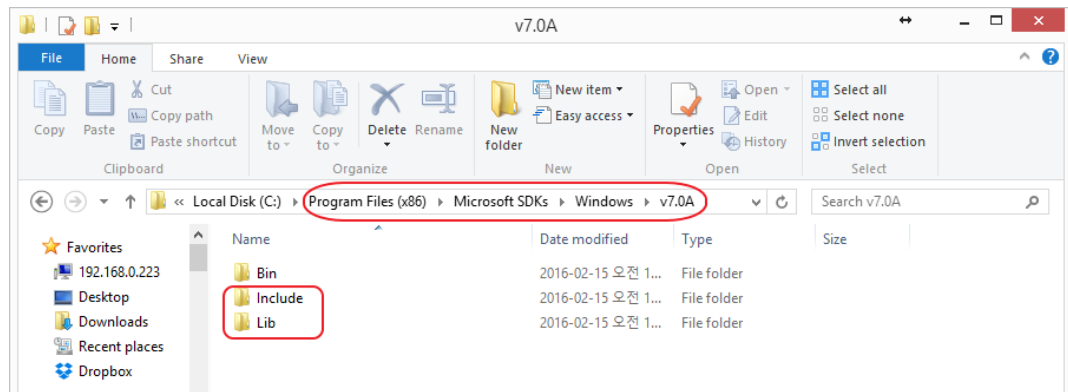 v7.0A
File Home Share View
Copy
Paste
Cut
Copy path
Paste shortcut
Clipboard
Move to
Copy to
Delete
Rename
Organize
New folder
New item
Easy access
New
Properties
Open
Edit
History
Open
Select all
Select none
Invert selection
Select
« Local Disk (C:) Program Files (x86) Microsoft SDKs Windows v7.0A Search v7.0A
Favorites
192.168.0.223
Desktop
Downloads
Recent places
Dropbox
Name Date modified Type Size
Bin 2016-02-15 오전 1... File folder
Include 2016-02-15 오전 1... File folder
Lib 2016-02-15 오전 1... File folder